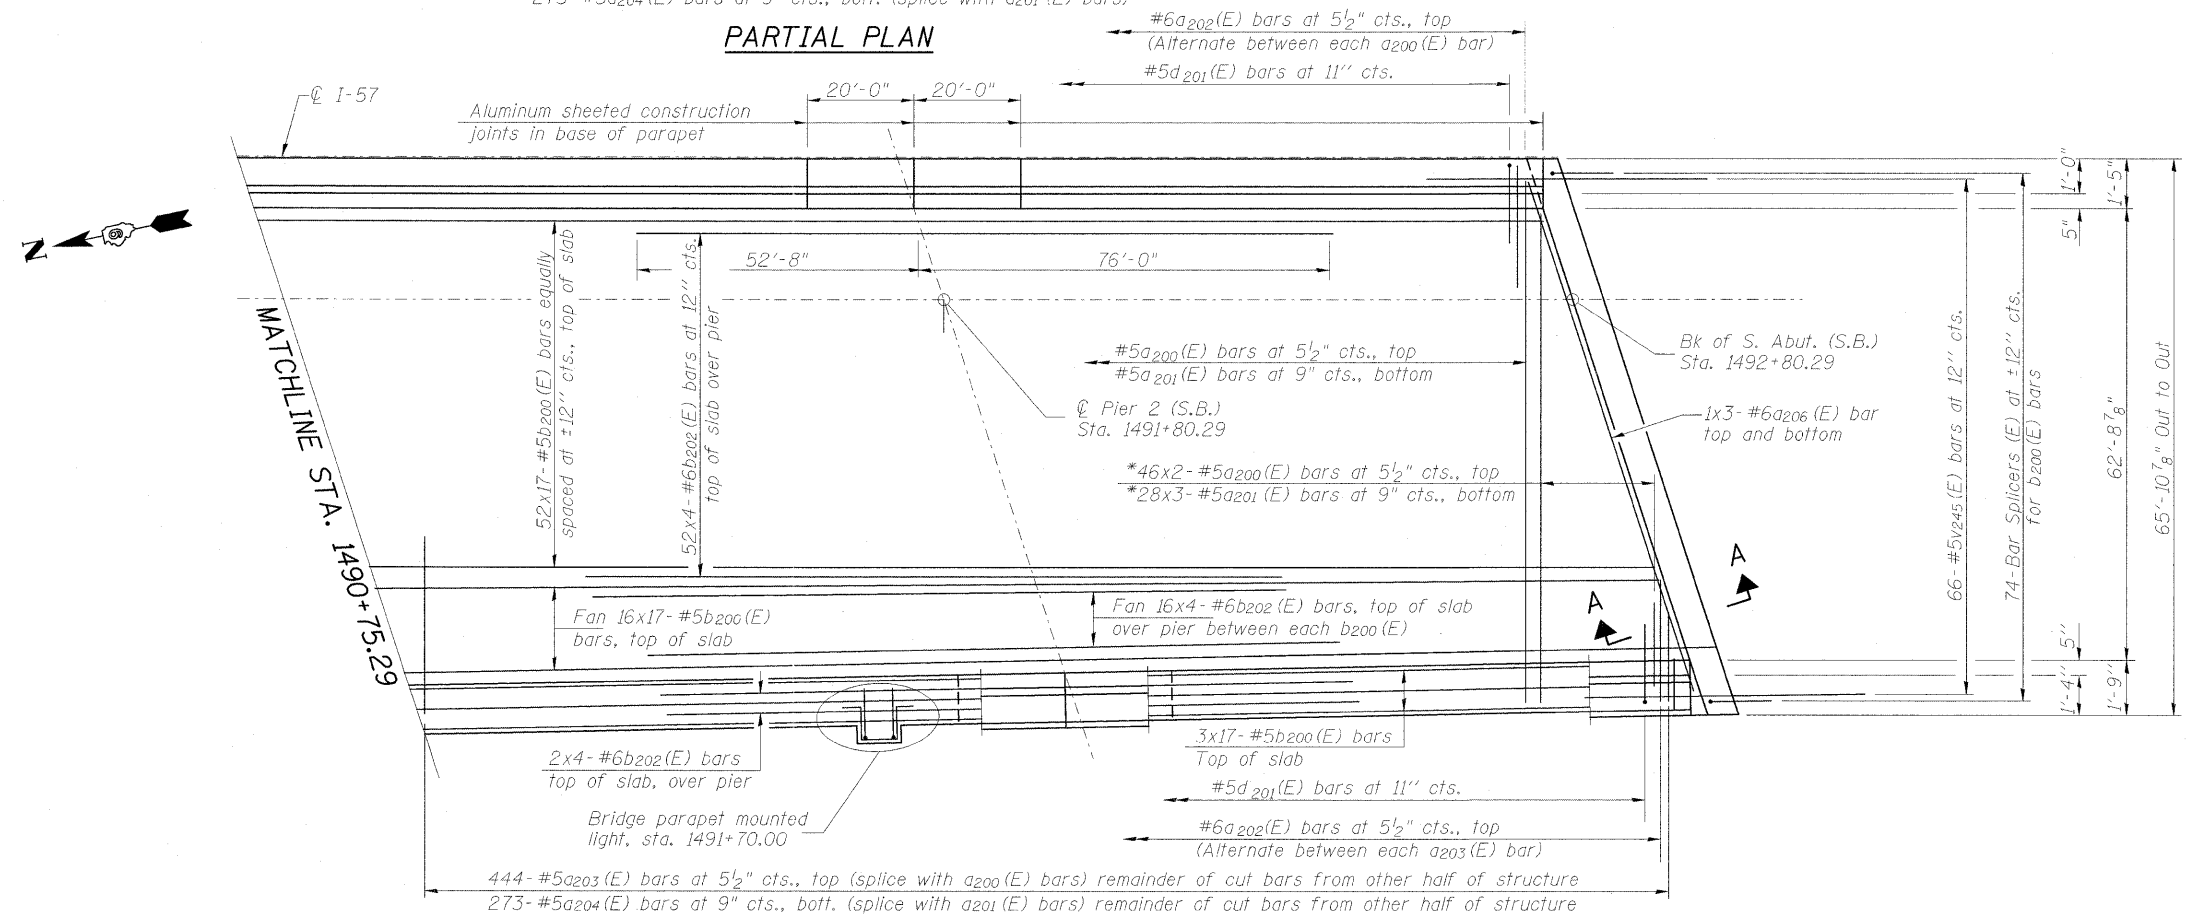 273-#5a204(E) bars at 9" cts., bott. (splice with a201(E) bars)
PARTIAL PLAN
#6a202(E) bars at 5½" cts., top
(Alternate between each a200(E) bar)
#5d201(E) bars at 11" cts.
℄ I-57
20'-0"
20'-0"
Aluminum sheeted construction
joints in base of parapet
1'-0"
1'-5"
5"
N
52'-8"
76'-0"
52x17-#5b200(E) bars equally
spaced at ±12" cts., top of slab
52x4-#6b202(E) bars at 12" cts.
top of slab over pier
MATCHLINE STA. 1490+75.29
#5a200(E) bars at 5½" cts., top
#5a201(E) bars at 9" cts., bottom
℄ Pier 2 (S.B.)
Sta. 1491+80.29
Bk of S. Abut. (S.B.)
Sta. 1492+80.29
1x3-#6a206(E) bar
top and bottom
*46x2-#5a200(E) bars at 5½" cts., top
*28x3-#5a201(E) bars at 9" cts., bottom
66-#5v245(E) bars at 12" cts.
74-Bar Splicers (E) at ±12" cts.
for b200(E) bars
62'-8⅞"
65'-10⅞" Out to Out
A
A
Fan 16x17-#5b200(E)
bars, top of slab
Fan 16x4-#6b202(E) bars, top of slab
over pier between each b200(E)
5"
1'-4"
1'-9"
2x4-#6b202(E) bars
top of slab, over pier
3x17-#5b200(E) bars
Top of slab
Bridge parapet mounted
light, sta. 1491+70.00
#5d201(E) bars at 11" cts.
#6a202(E) bars at 5½" cts., top
(Alternate between each a203(E) bar)
444-#5a203(E) bars at 5½" cts., top (splice with a200(E) bars) remainder of cut bars from other half of structure
273-#5a204(E) bars at 9" cts., bott. (splice with a201(E) bars) remainder of cut bars from other half of structure